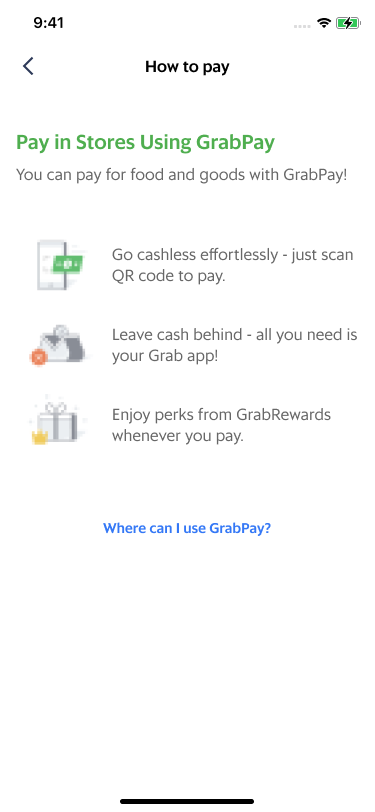 9:41
How to pay
Pay in Stores Using GrabPay
You can pay for food and goods with GrabPay!
Go cashless effortlessly - just scan
QR code to pay.
Leave cash behind - all you need is
your Grab app!
Enjoy perks from GrabRewards
whenever you pay.
Where can I use GrabPay?